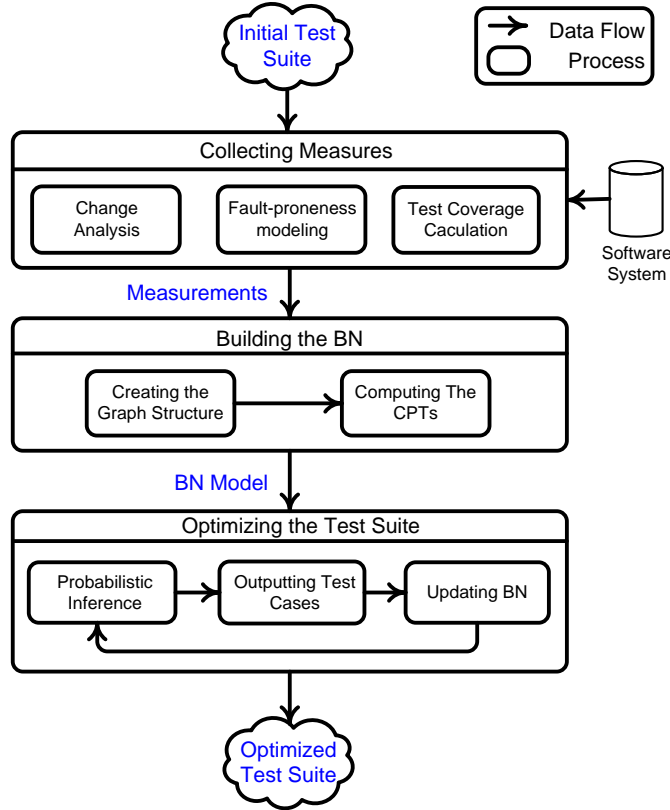 Initial Test
Suite
Data Flow
Process
Collecting Measures
Change
Analysis
Fault-proneness
modeling
Test Coverage
Caculation
Software
System
Measurements
Building the BN
Creating the
Graph Structure
Computing The
CPTs
BN Model
Optimizing the Test Suite
Probabilistic
Inference
Outputting Test
Cases
Updating BN
Optimized
Test Suite